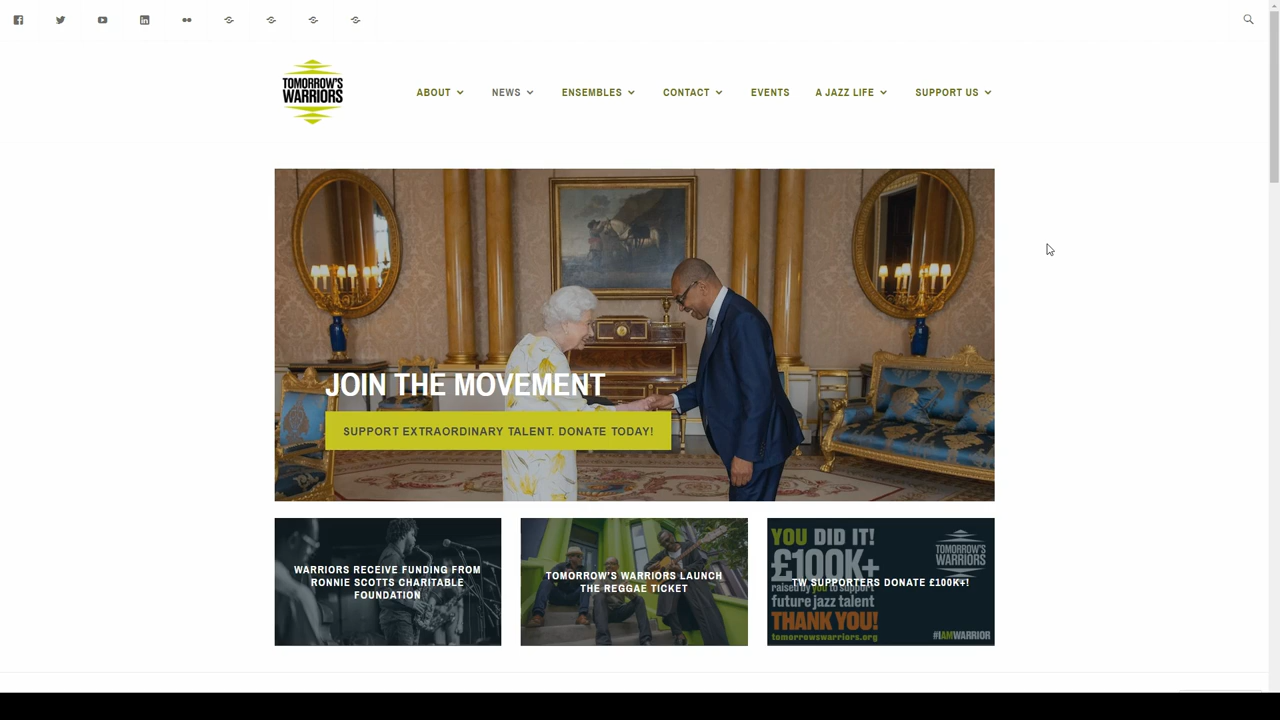 TOMORROW'S
WARRIORS
ABOUT NEWS ENSEMBLES CONTACT EVENTS A JAZZ LIFE SUPPORT US
JOIN THE MOVEMENT
SUPPORT EXTRAORDINARY TALENT. DONATE TODAY!
WARRIORS RECEIVE FUNDING FROM
RONNIE SCOTTS CHARITABLE
FOUNDATION
TOMORROW'S WARRIORS LAUNCH
THE REGGAE TICKET
YOU DID IT!
£100K+
TOMORROW'S
WARRIORS
TW SUPPORTERS DONATE £100K+!
raised by you to support
future jazz talent
THANK YOU!
tomorrowswarriors.org
#IAMWARRIOR